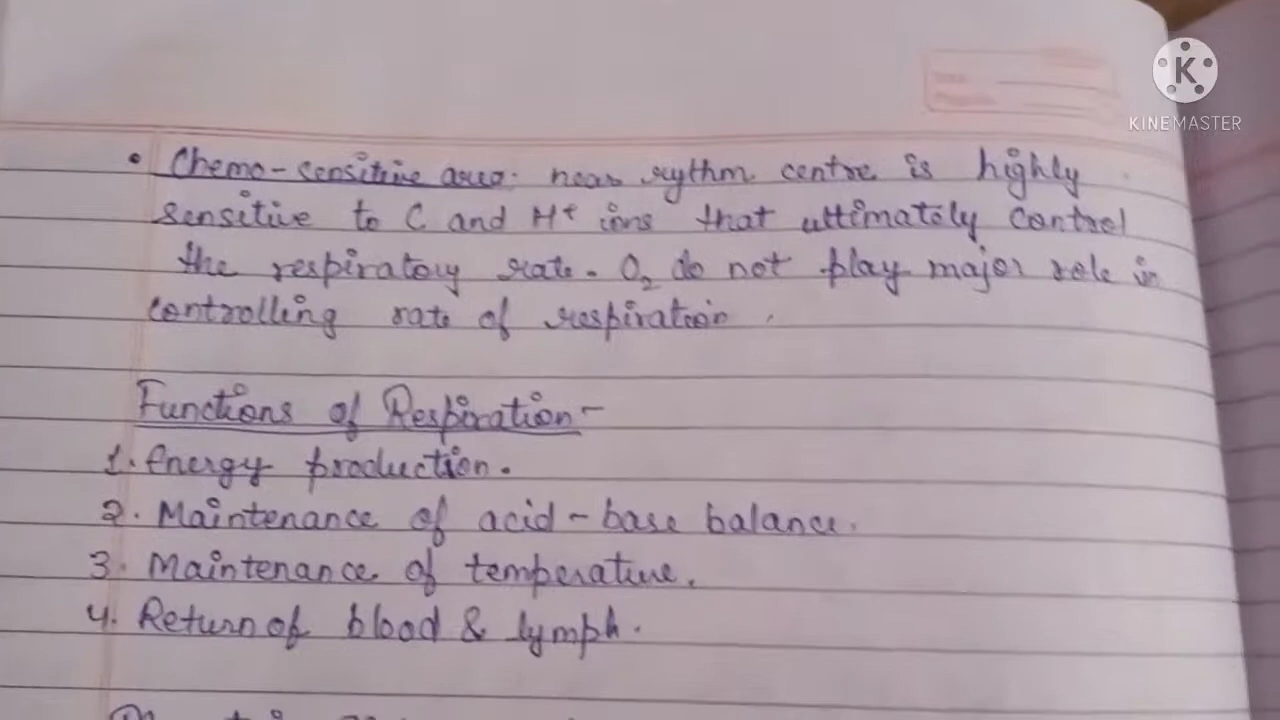 K
KINEMASTER
• Chemo-sensitive area: near rythm centre is highly
sensitive to C and H+ ions that ultimately control
the respiratory rate. O2 do not play major role in
controlling rate of respiration.
Functions of Respiration-
1. Energy production.
2. Maintenance of acid-base balance.
3. Maintenance of temperature.
4. Return of blood & lymph.